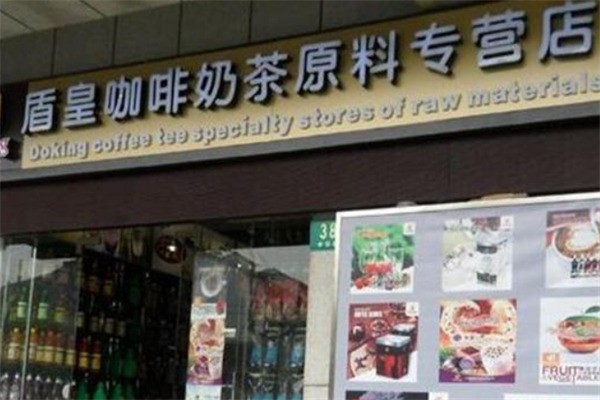 盾皇咖啡奶茶原料专营店
Doking coffee tee specialty stores of raw materials
38
FRUIT